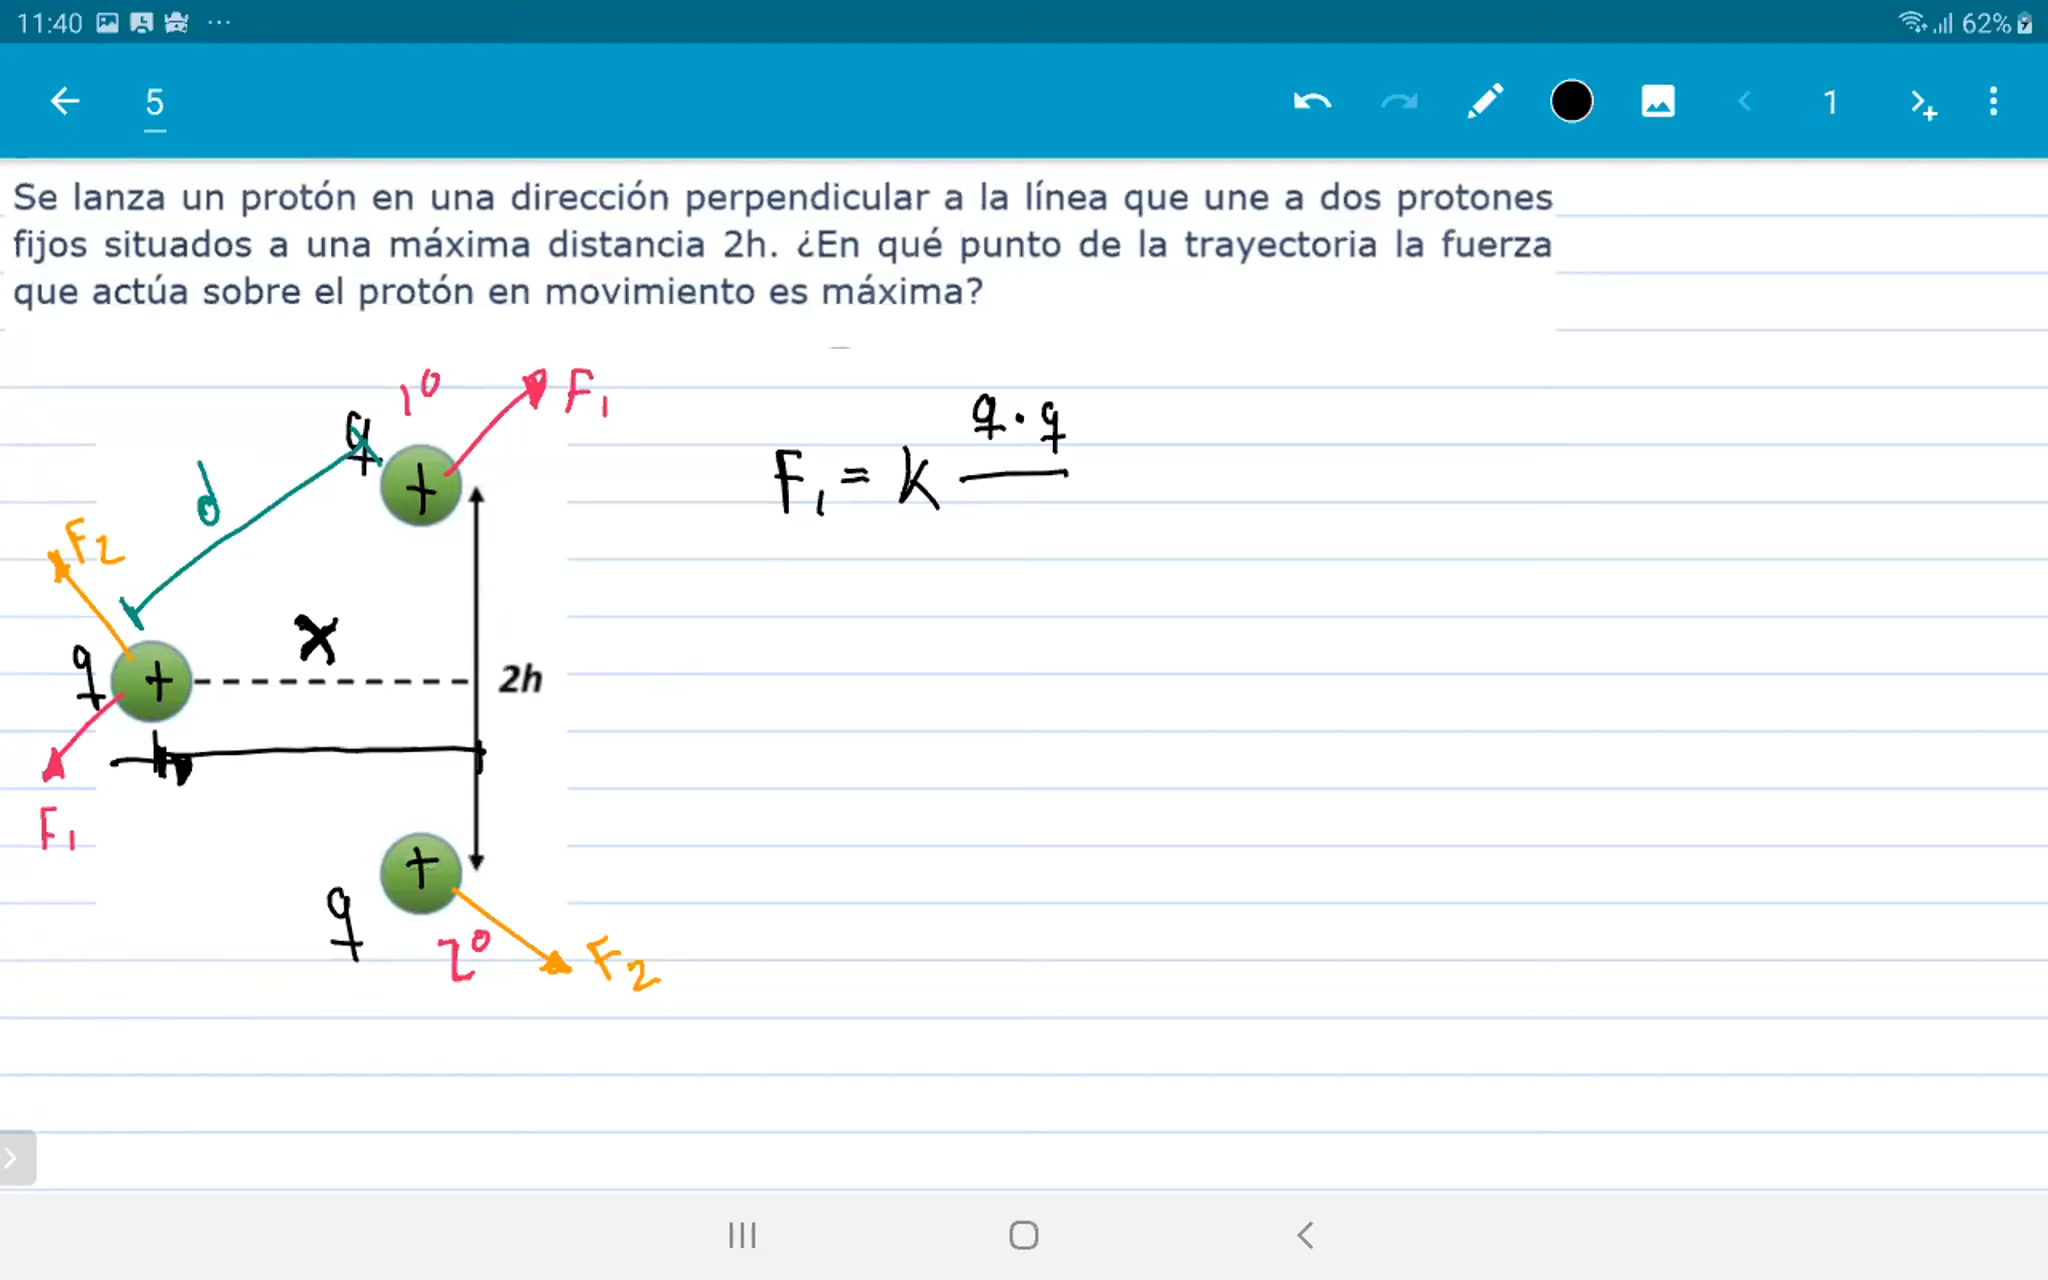 11:40 ... 62%
5 1
Se lanza un protón en una dirección perpendicular a la línea que une a dos protones
fijos situados a una máxima distancia 2h. ¿En qué punto de la trayectoria la fuerza
que actúa sobre el protón en movimiento es máxima?
1º F1
q
d
F2
x
q +
2h
F1
+
q
2º F2
+
F1 = k q · q